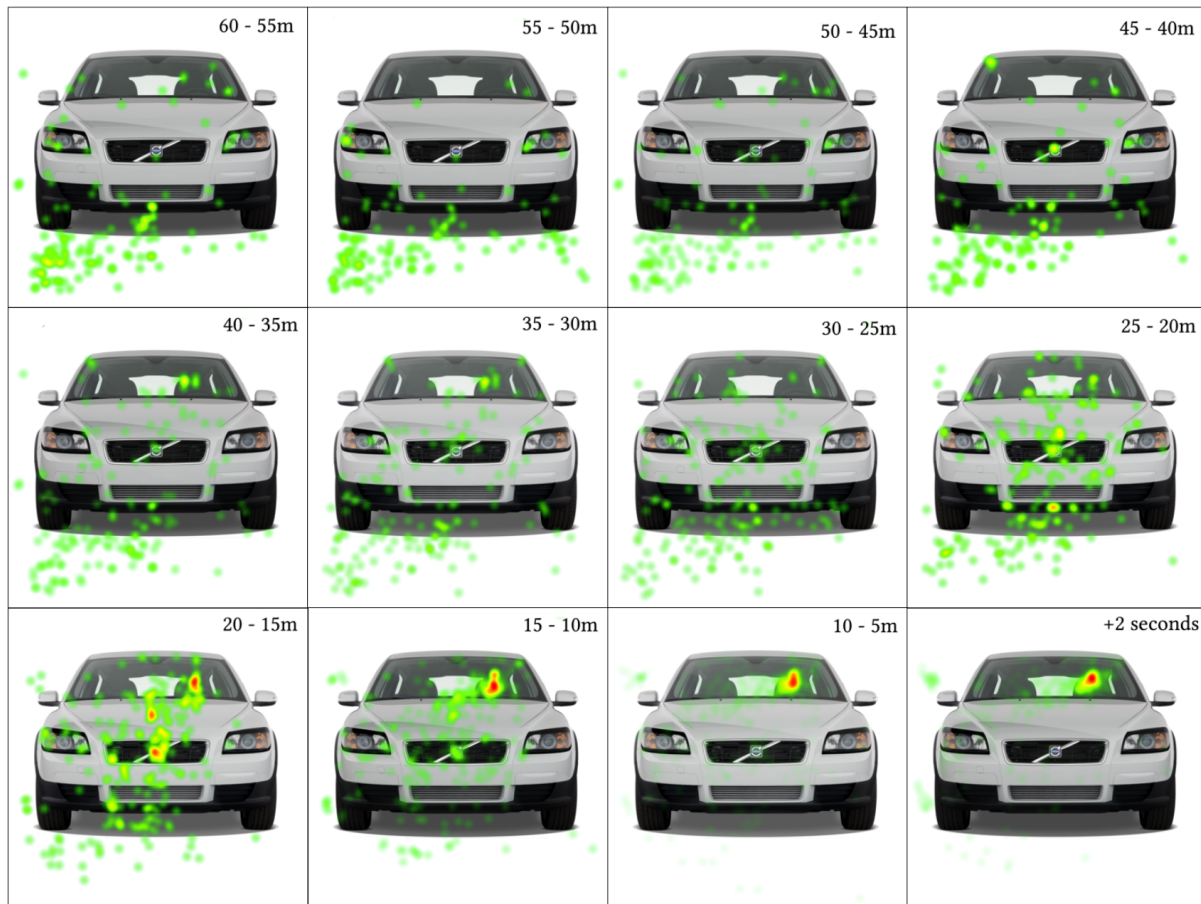 60 - 55m
55 - 50m
50 - 45m
45 - 40m
40 - 35m
35 - 30m
30 - 25m
25 - 20m
20 - 15m
15 - 10m
10 - 5m
+2 seconds